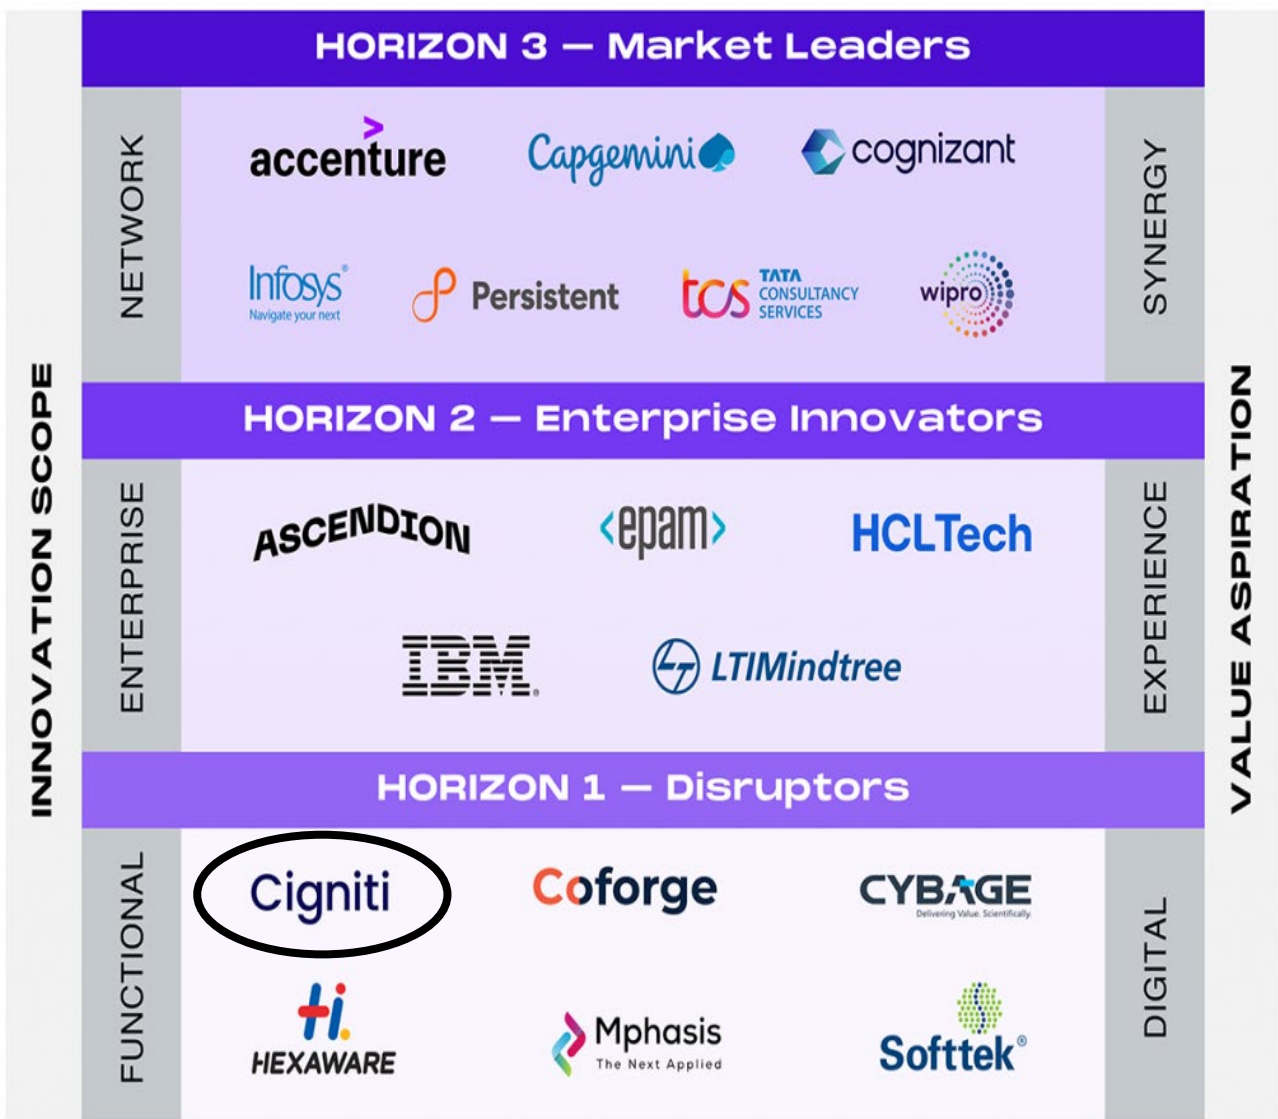 HORIZON 3 — Market Leaders
NETWORK
accenture
Capgemini
cognizant
SYNERGY
Infosys®
Navigate your next
Persistent
tcs TATA
CONSULTANCY
SERVICES
wipro
INNOVATION SCOPE
VALUE ASPIRATION
HORIZON 2 — Enterprise Innovators
ENTERPRISE
ASCENDION
<epam>
HCLTech
EXPERIENCE
IBM®
LTIMindtree
HORIZON 1 — Disruptors
FUNCTIONAL
Cigniti
Coforge
CYBAGE
Delivering Value. Scientifically.
DIGITAL
Hi.
HEXAWARE
Mphasis
The Next Applied
Softtek®